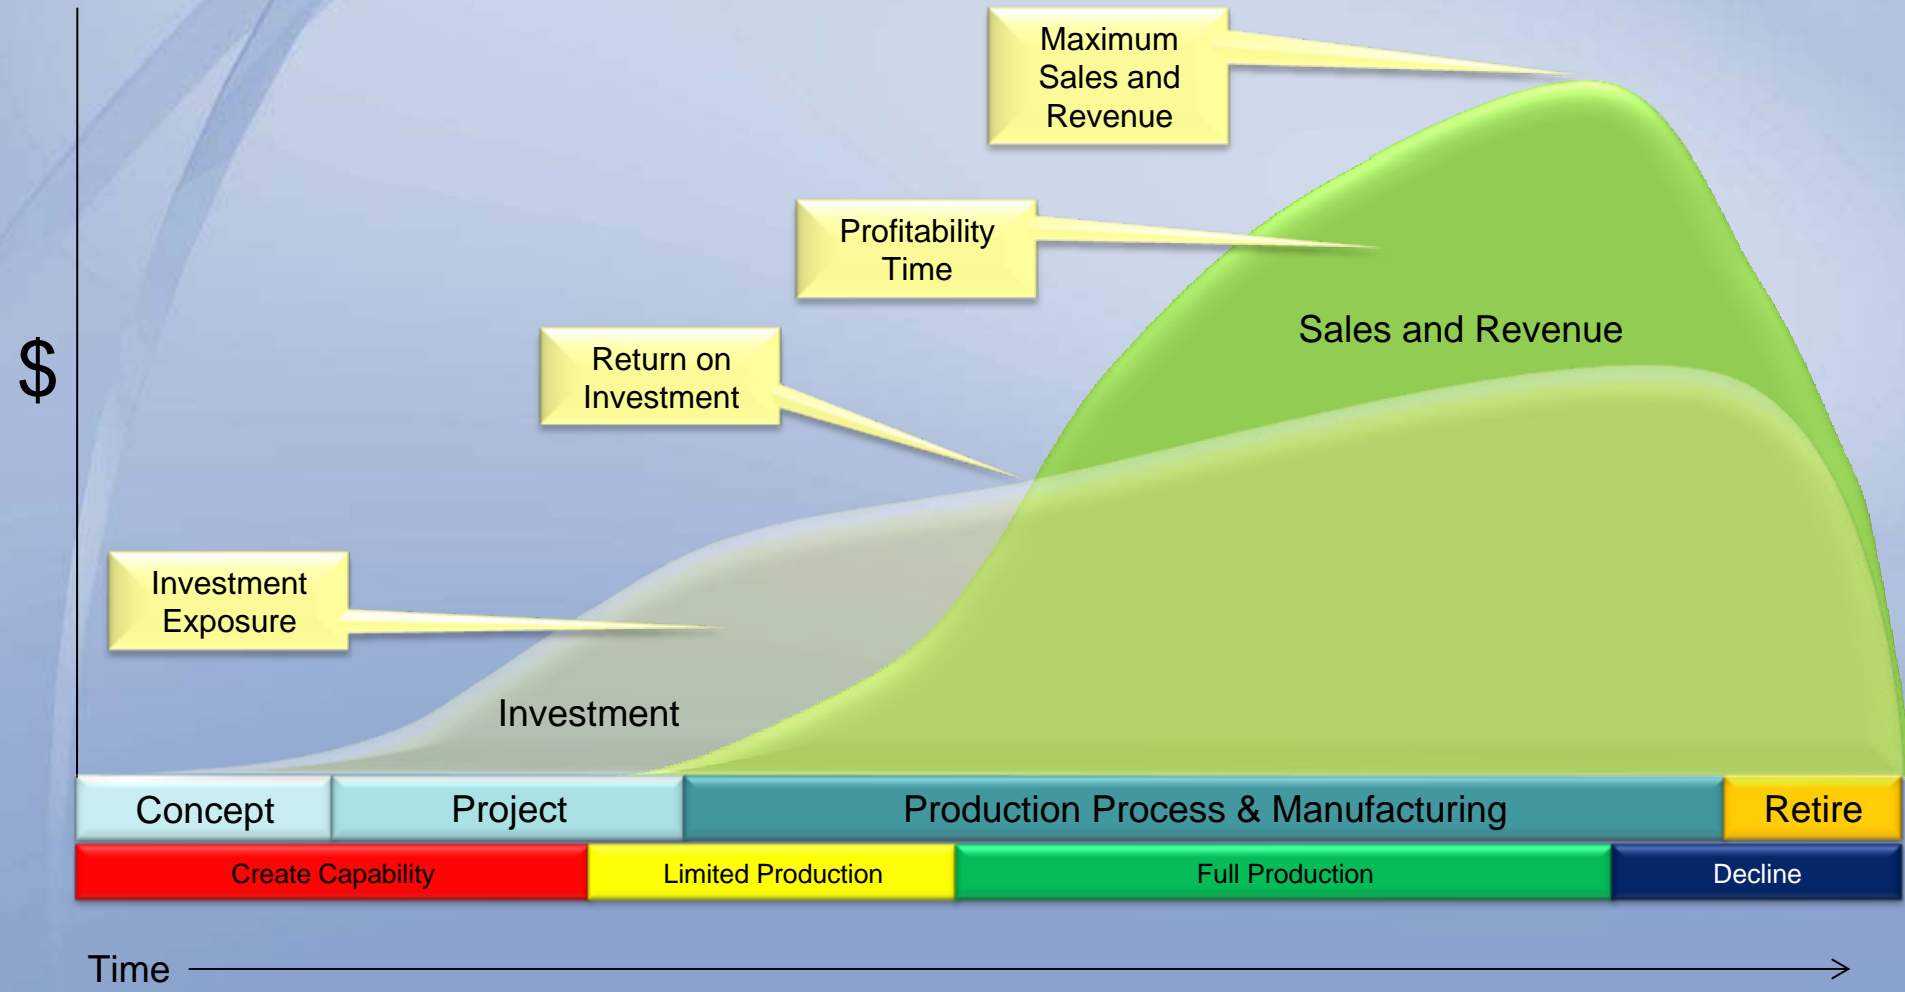 Maximum
Sales and
Revenue
Profitability
Time
Sales and Revenue
$
Return on
Investment
Investment
Exposure
Investment
Concept
Project
Production Process & Manufacturing
Retire
Create Capability
Limited Production
Full Production
Decline
Time